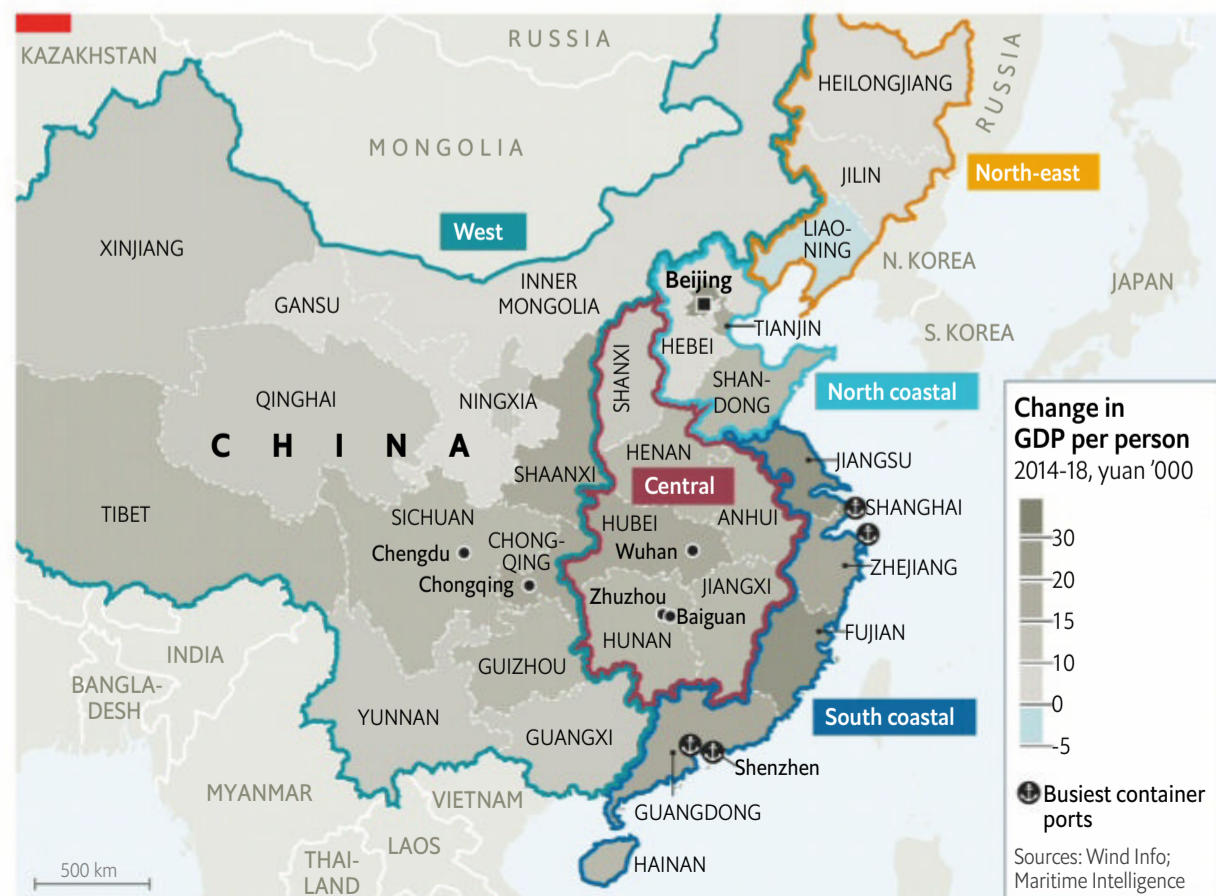 RUSSIA
KAZAKHSTAN
HEILONGJIANG
RUSSIA
MONGOLIA
JILIN
North-east
West
XINJIANG
LIAO-
NING
N. KOREA
JAPAN
Beijing
INNER
MONGOLIA
GANSU
TIANJIN
S. KOREA
HEBEI
SHANXI
SHAN-
DONG
North coastal
QINGHAI
NINGXIA
CHINA
HENAN
JIANGSU
SHAANXI
Central
SHANGHAI
TIBET
SICHUAN
HUBEI
ANHUI
CHONG-
QING
Chengdu
Wuhan
ZHEJIANG
Chongqing
JIANGXI
Zhuzhou
Baiguan
HUNAN
FUJIAN
INDIA
GUIZHOU
BANGLA-
DESH
YUNNAN
GUANGXI
South coastal
Shenzhen
MYANMAR
VIETNAM
GUANGDONG
LAOS
THAI-
LAND
HAINAN
500 km
Change in
GDP per person
2014-18, yuan ’000
30
20
15
10
0
-5
Busiest container
ports
Sources: Wind Info;
Maritime Intelligence